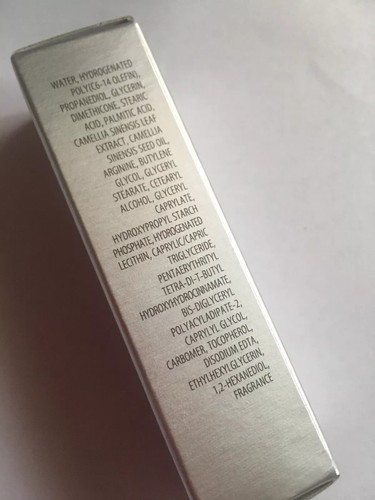 WATER, HYDROGENATED
POLY(C6-14 OLEFIN),
PROPANEDIOL, GLYCERIN,
DIMETHICONE, STEARIC
ACID, PALMITIC ACID,
CAMELLIA SINENSIS LEAF
EXTRACT, CAMELLIA
SINENSIS SEED OIL,
ARGININE, BUTYLENE
GLYCOL, GLYCERYL
STEARATE, CETEARYL
ALCOHOL, GLYCERYL
CAPRYLATE,
HYDROXYPROPYL STARCH
PHOSPHATE, HYDROGENATED
LECITHIN, CAPRYLIC/CAPRIC
TRIGLYCERIDE,
PENTAERYTHRITYL
TETRA-DI-T-BUTYL
HYDROXYHYDROCINNAMATE,
BIS-DIGLYCERYL
POLYACYLADIPATE-2,
CAPRYLYL GLYCOL,
CARBOMER, TOCOPHEROL,
DISODIUM EDTA,
ETHYLHEXYLGLYCERIN,
1,2-HEXANEDIOL,
FRAGRANCE